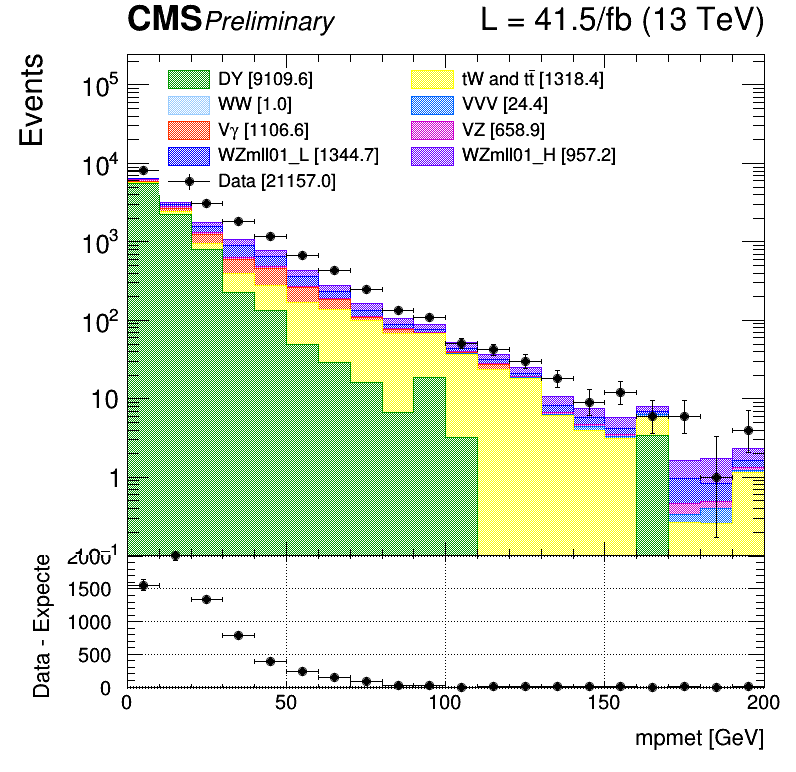 CMS Preliminary L = 41.5/fb (13 TeV)
Events
DY [9109.6] tW and tt̄ [1318.4]
WW [1.0] VVV [24.4]
Vγ [1106.6] VZ [658.9]
WZmll01_L [1344.7] WZmll01_H [957.2]
Data [21157.0]
10⁵
10⁴
10³
10²
10
1
10⁻¹
Data - Expecte
2000
1500
1000
500
0
0 50 100 150 200
mpmet [GeV]